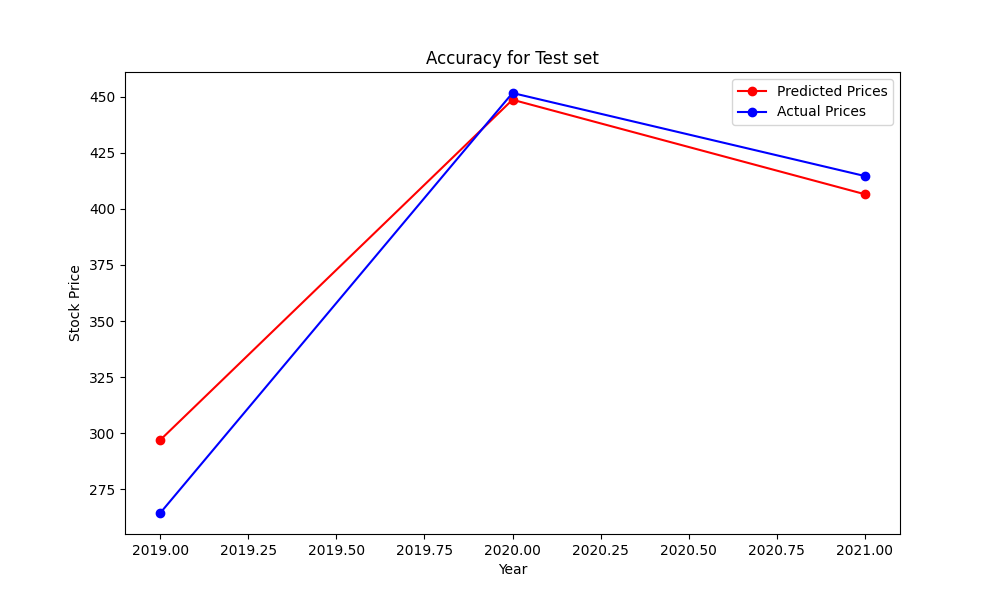 Accuracy for Test set
Predicted Prices
Actual Prices
450
425
400
375
350
325
300
275
Stock Price
2019.00 2019.25 2019.50 2019.75 2020.00 2020.25 2020.50 2020.75 2021.00
Year